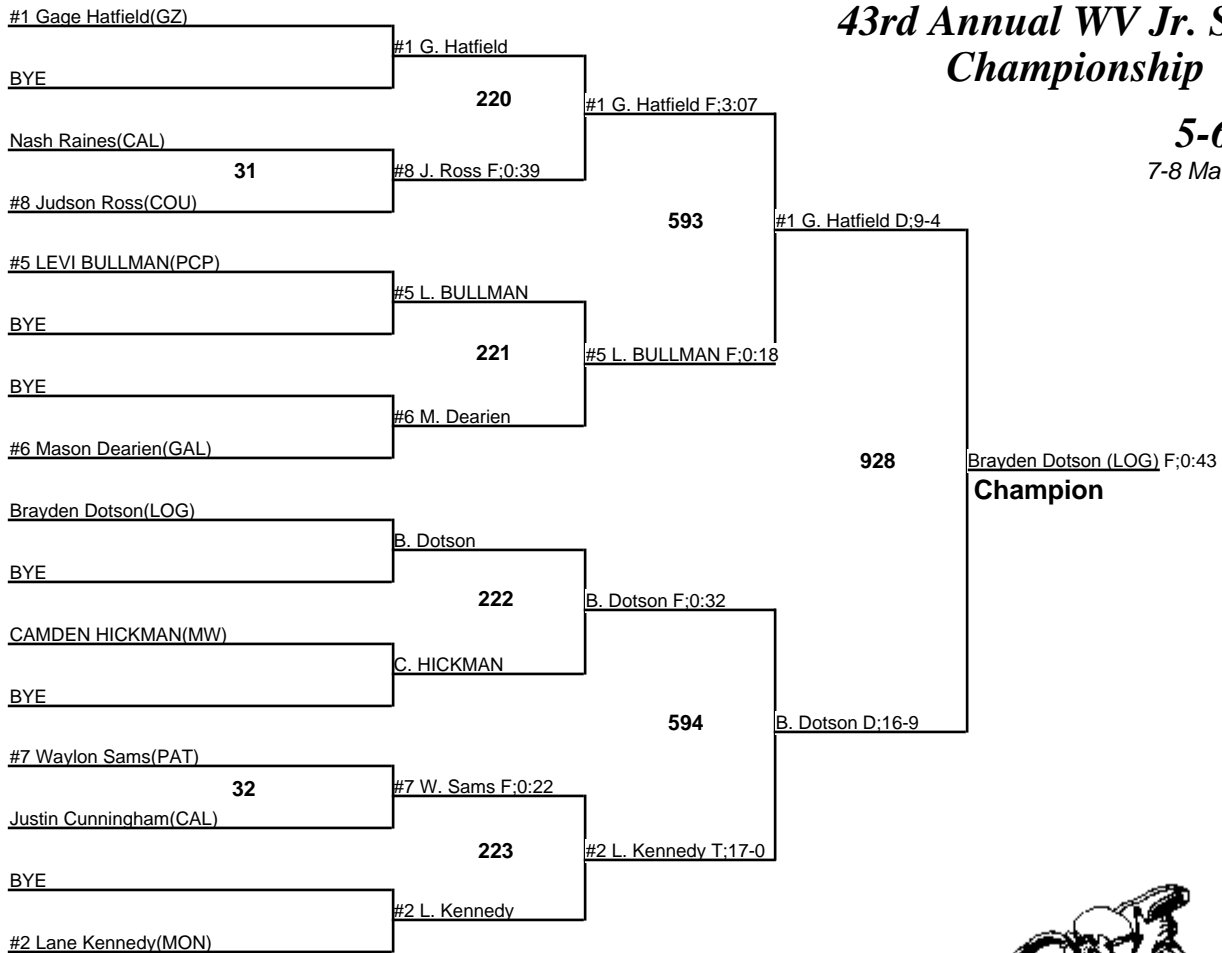 43rd Annual WV Jr.
Championship
5-
7-8
#1 Gage Hatfield(GZ)
BYE
Nash Raines(CAL)
31
#8 Judson Ross(COU)
#5 LEVI BULLMAN(PCP)
BYE
BYE
#6 Mason Dearien(GAL)
Brayden Dotson(LOG)
BYE
CAMDEN HICKMAN(MW)
BYE
#7 Waylon Sams(PAT)
32
Justin Cunningham(CAL)
BYE
#2 Lane Kennedy(MON)
#1 G. Hatfield
220
#8 J. Ross F;0:39
#5 L. BULLMAN
221
#6 M. Dearien
B. Dotson
222
C. HICKMAN
#7 W. Sams F;0:22
223
#2 L. Kennedy
#1 G. Hatfield F;3:07
593
#5 L. BULLMAN F;0:18
B. Dotson F;0:32
594
#2 L. Kennedy T;17-0
#1 G. Hatfield D;9-4
928
B. Dotson D;16-9
Brayden Dotson (LOG) F;0:43
Champion